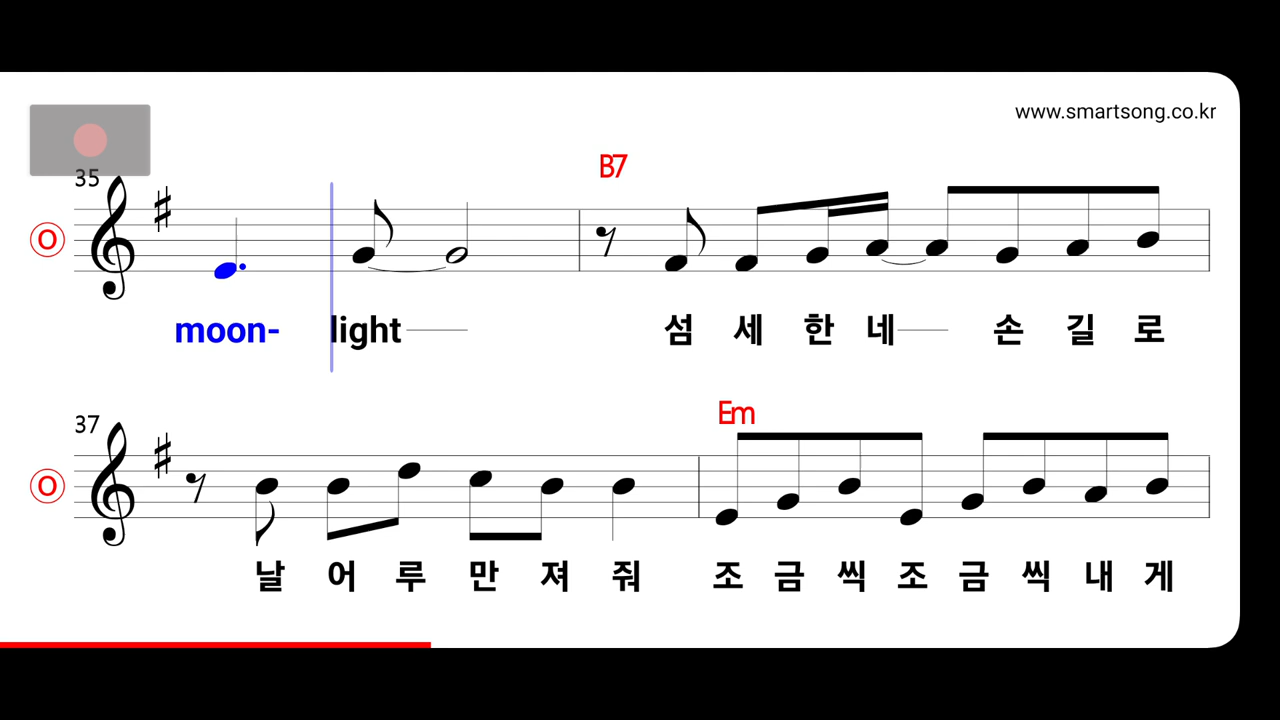 www.smartsong.co.kr
35
B7
O
moon- light 섬 세 한 네 손 길 로
37
Em
O
날 어 루 만 져 줘 조 금 씩 조 금 씩 내 게